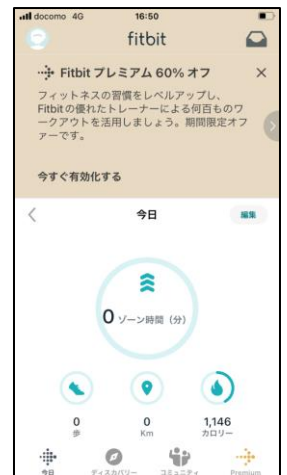 docomo 4G 16:50
fitbit
Fitbit プレミアム 60% オフ
フィットネスの習慣をレベルアップし、
Fitbit の優れたトレーナーによる何百ものワ
ークアウトを活用しましょう。期間限定オフ
ァーです。
今すぐ有効化する
今日 編集
0 ゾーン時間（分）
0 0 1,146
歩 Km カロリー
今日 ディスカバリー コミュニティ Premium